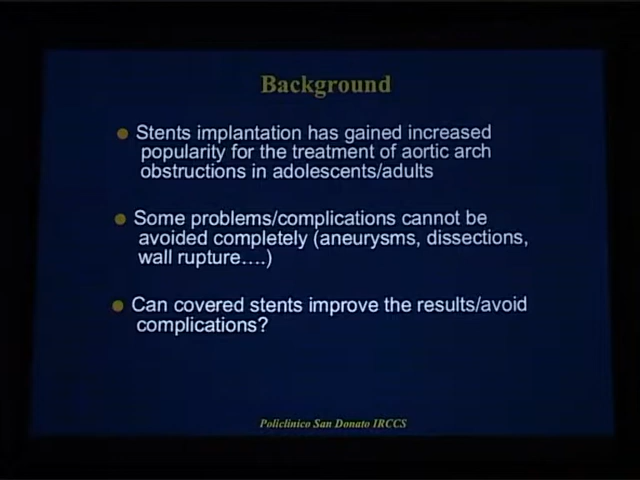 Background
Stents implantation has gained increased
popularity for the treatment of aortic arch
obstructions in adolescents/adults
Some problems/complications cannot be
avoided completely (aneurysms, dissections,
wall rupture….)
Can covered stents improve the results/avoid
complications?
Policlinico San Donato IRCCS